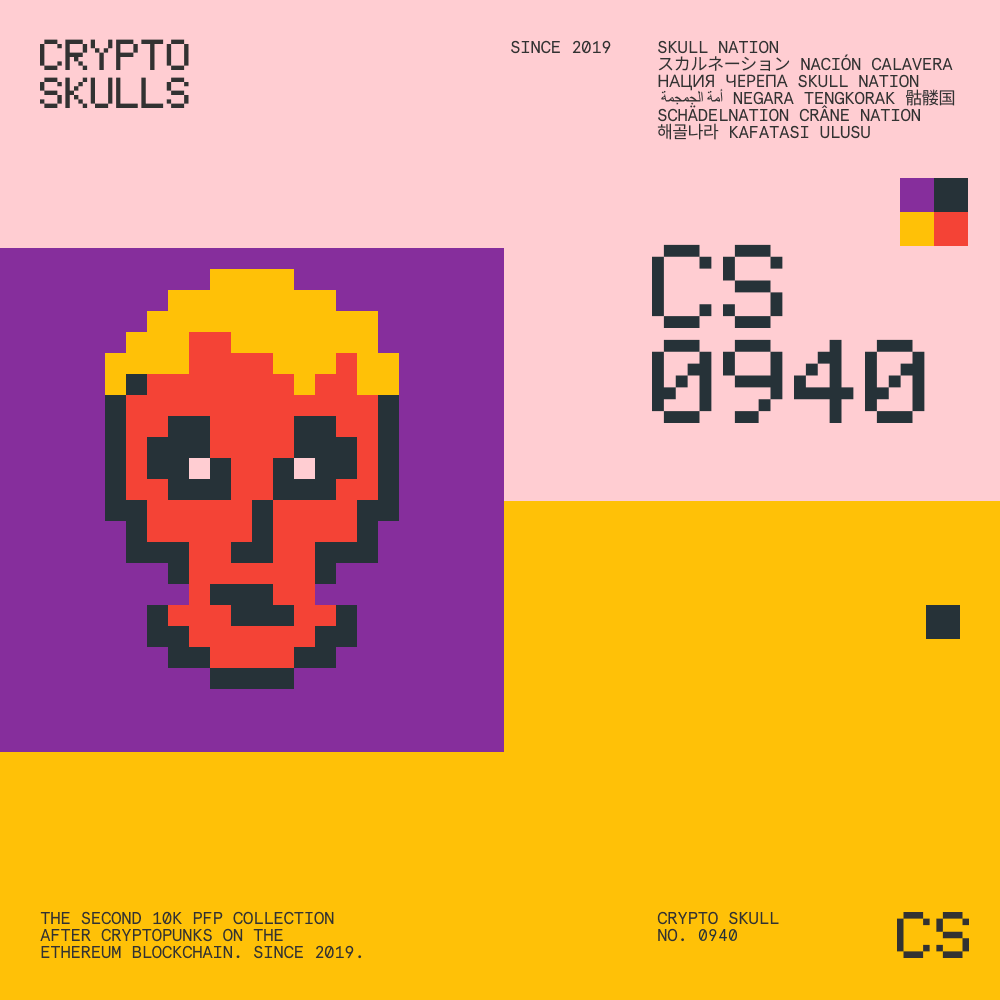 CRYPTO
SKULLS
SINCE 2019
SKULL NATION
スカルネーション NACIÓN CALAVERA
НАЦИЯ ЧЕРЕПА SKULL NATION
أمة الجمجمة NEGARA TENGKORAK 骷髅国
SCHÄDELNATION CRÂNE NATION
해골나라 KAFATASI ULUSU
CS
0940
THE SECOND 10K PFP COLLECTION
AFTER CRYPTOPUNKS ON THE
ETHEREUM BLOCKCHAIN. SINCE 2019.
CRYPTO SKULL
NO. 0940
CS